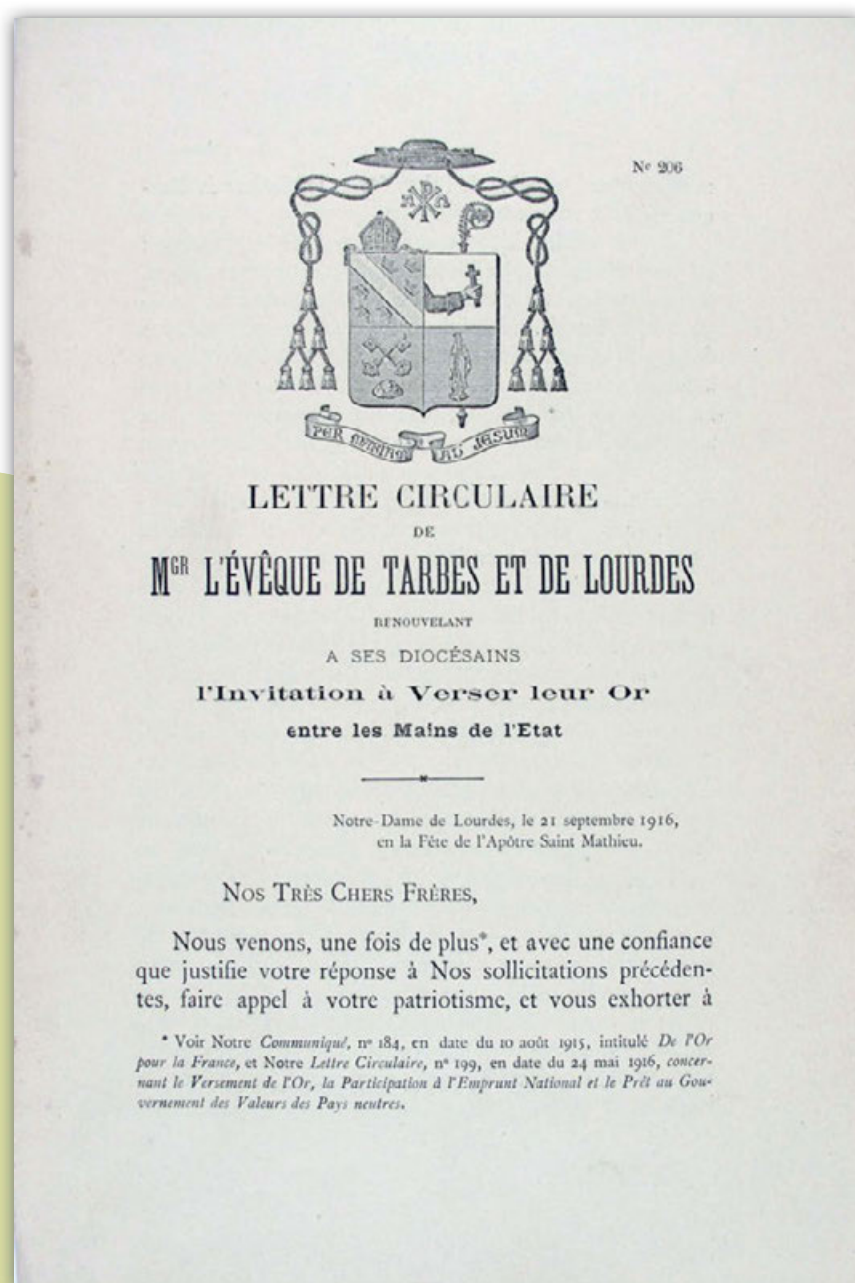 Nº 206
PER MARIAM AD JESUM
LETTRE CIRCULAIRE
DE
MGR L'ÉVÊQUE DE TARBES ET DE LOURDES
RENOUVELANT
A SES DIOCÉSAINS
l'Invitation à Verser leur Or
entre les Mains de l'Etat
Notre-Dame de Lourdes, le 21 septembre 1916,
en la Fête de l'Apôtre Saint Mathieu.
NOS TRÈS CHERS FRÈRES,
Nous venons, une fois de plus*, et avec une confiance
que justifie votre réponse à Nos sollicitations précéden-
tes, faire appel à votre patriotisme, et vous exhorter à
* Voir Notre Communiqué, nº 184, en date du 10 août 1915, intitulé De l'Or
pour la France, et Notre Lettre Circulaire, nº 199, en date du 24 mai 1916, concer-
nant le Versement de l'Or, la Participation à l'Emprunt National et le Prêt au Gou-
vernement des Valeurs des Pays neutres.